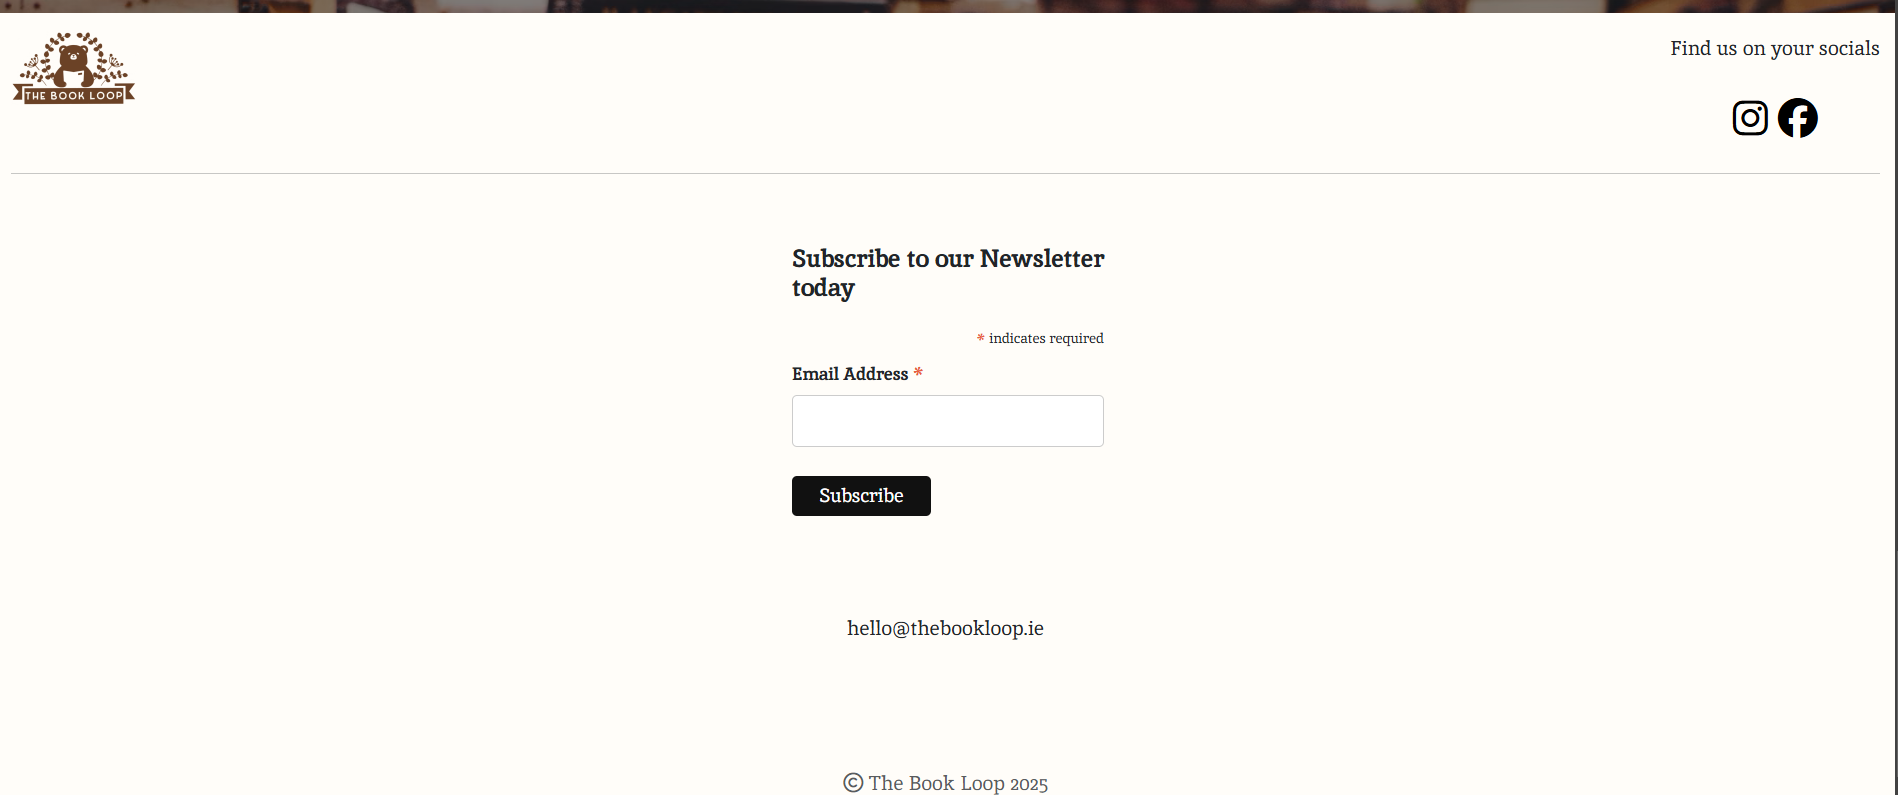 THE BOOK LOOP
Find us on your socials
Subscribe to our Newsletter
today
* indicates required
Email Address *
Subscribe
hello@thebookloop.ie
© The Book Loop 2025